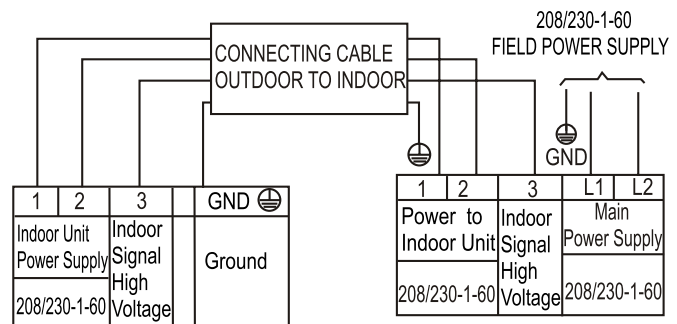 208/230-1-60
FIELD POWER SUPPLY
CONNECTING CABLE
OUTDOOR TO INDOOR
GND
1 2 3 GND
Indoor Unit
Power Supply
208/230-1-60
Indoor
Signal
High
Voltage
Ground
1 2 3 L1 L2
Power to
Indoor Unit
208/230-1-60
Indoor
Signal
High
Voltage
Main
Power Supply
208/230-1-60